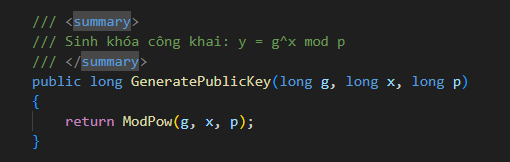 /// <summary>
/// Sinh khóa công khai: y = g^x mod p
/// </summary>
public long GeneratePublicKey(long g, long x, long p)
{
    return ModPow(g, x, p);
}